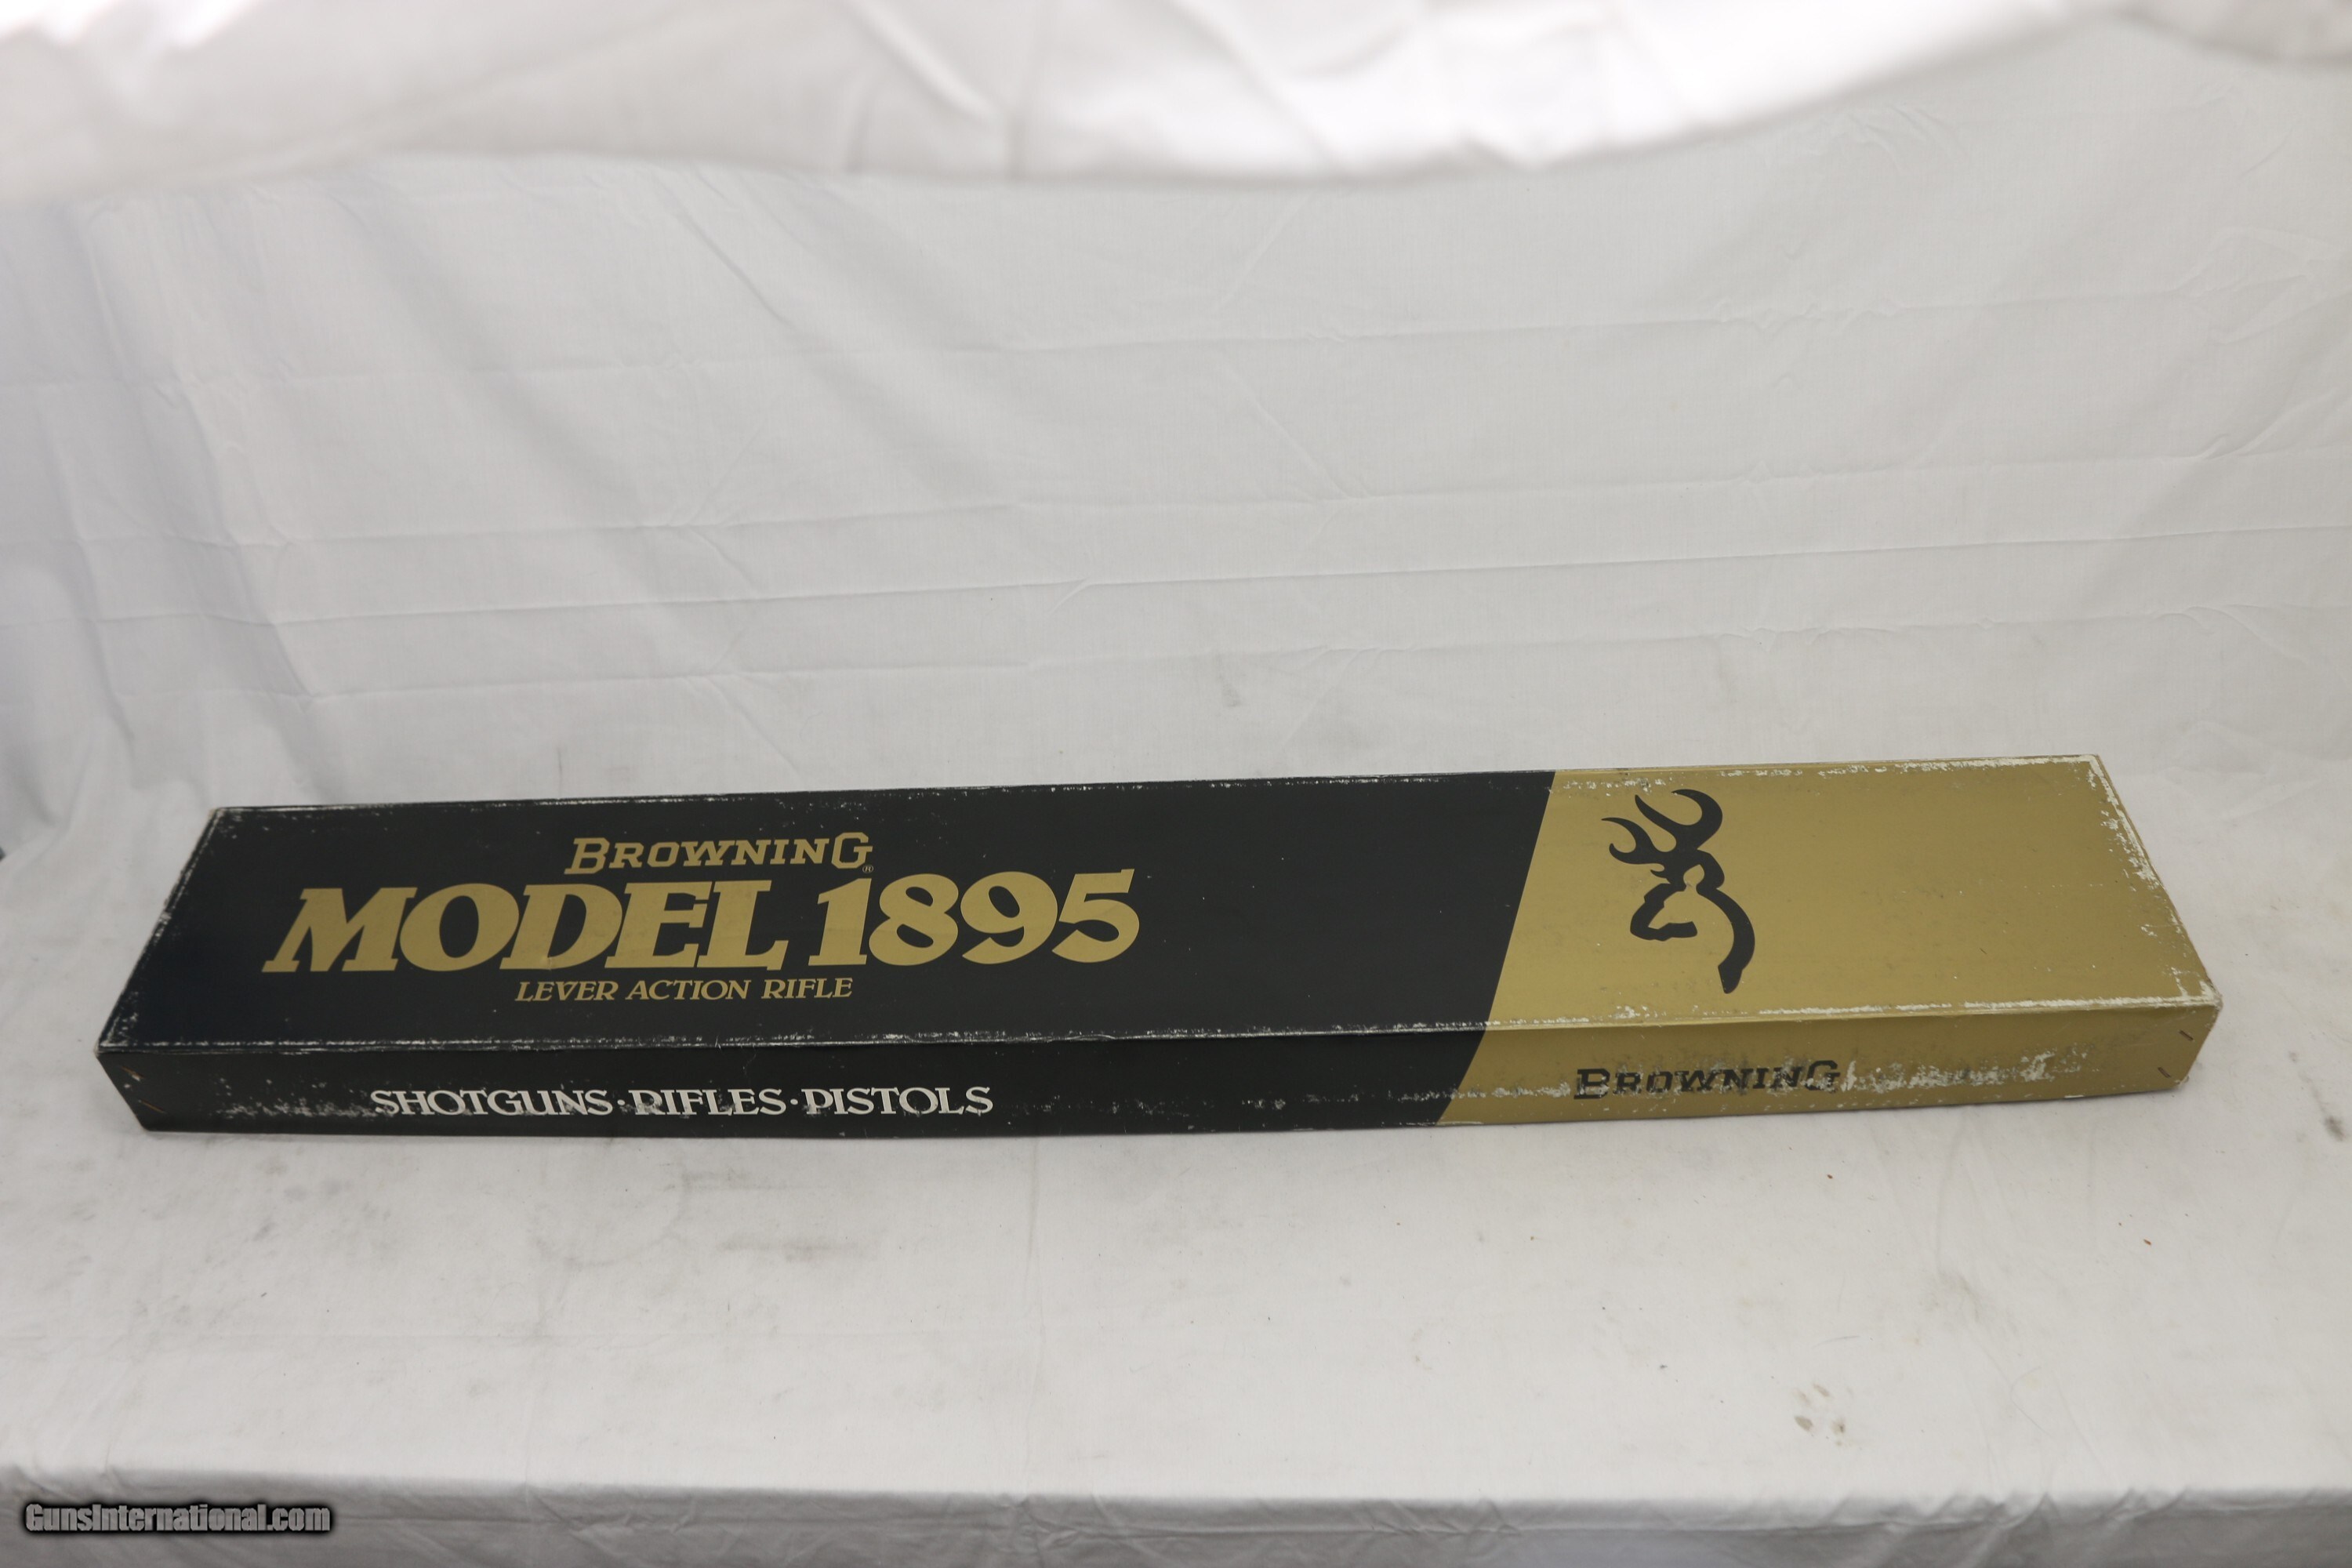 BROWNING®
MODEL 1895
LEVER ACTION RIFLE
SHOTGUNS·RIFLES·PISTOLS
BROWNING
GunsInternational.com